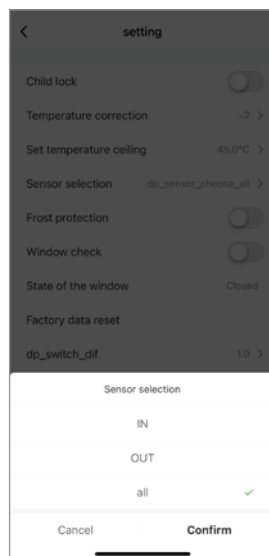 setting
Child lock
Temperature correction -2
Set temperature ceiling 45.0°C
Sensor selection dp_sensor_choose_all
Frost protection
Window check
State of the window Closed
Factory data reset
dp_switch_dif 1.0
Sensor selection
IN
OUT
all
Cancel Confirm